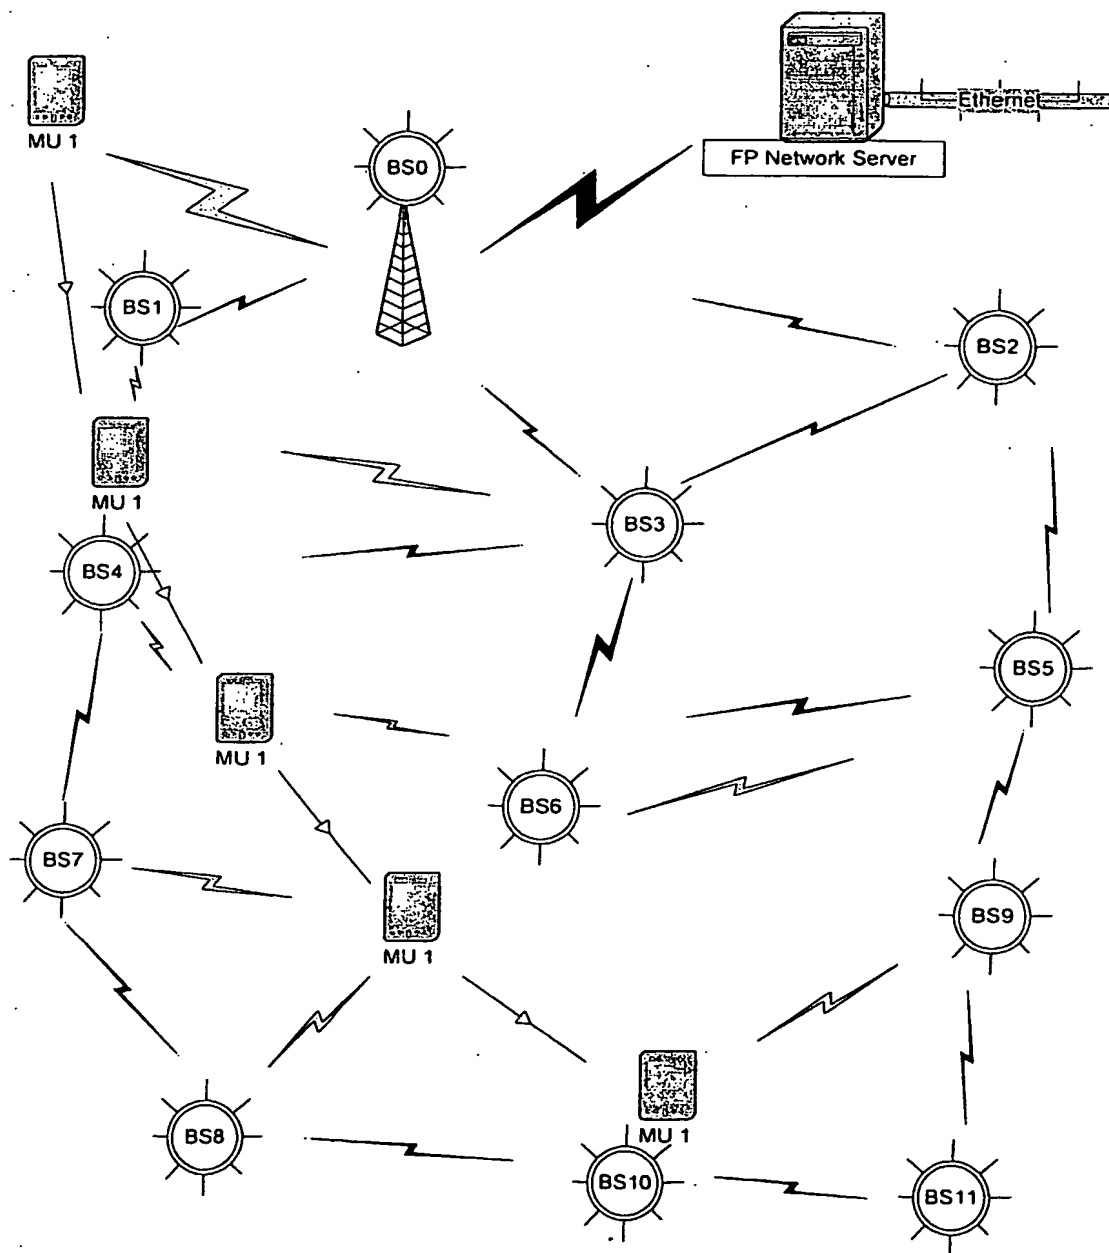 Ethernet
MU 1
FP Network Server
BS0
BS1
BS2
MU 1
BS3
BS4
BS5
MU 1
BS6
BS7
BS9
MU 1
BS8
MU 1
BS10
BS11